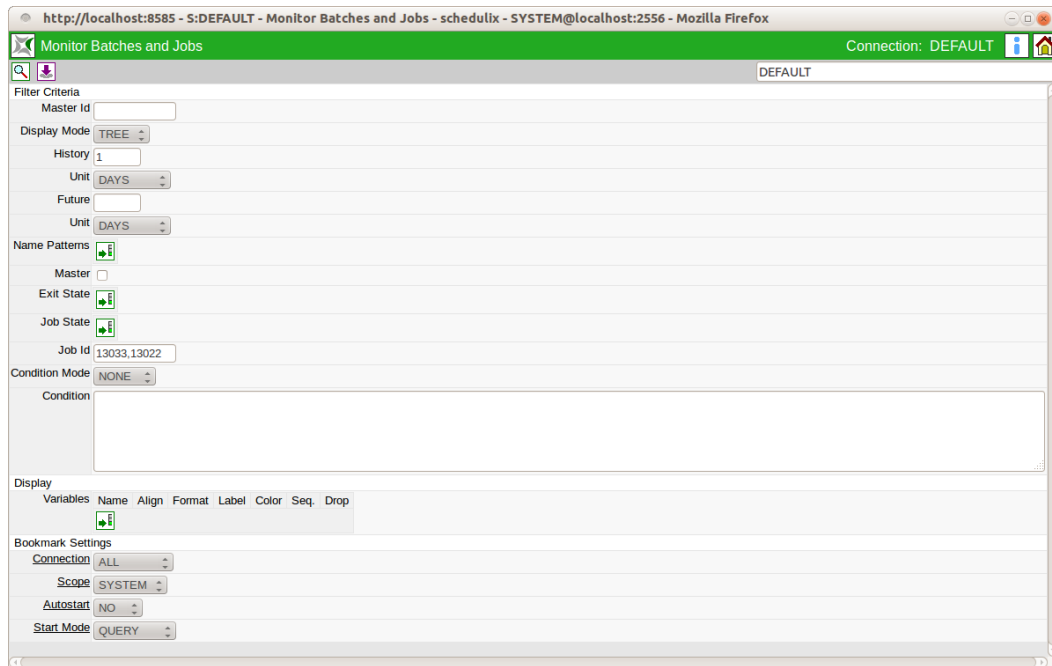 http://localhost:8585 - S:DEFAULT - Monitor Batches and Jobs - schedulix - SYSTEM@localhost:2556 - Mozilla Firefox
Monitor Batches and Jobs Connection: DEFAULT
DEFAULT
Filter Criteria
Master Id
Display Mode TREE
History 1
Unit DAYS
Future
Unit DAYS
Name Patterns
Master
Exit State
Job State
Job Id 13033,13022
Condition Mode NONE
Condition
Display
Variables Name Align Format Label Color Seq. Drop
Bookmark Settings
Connection ALL
Scope SYSTEM
Autostart NO
Start Mode QUERY